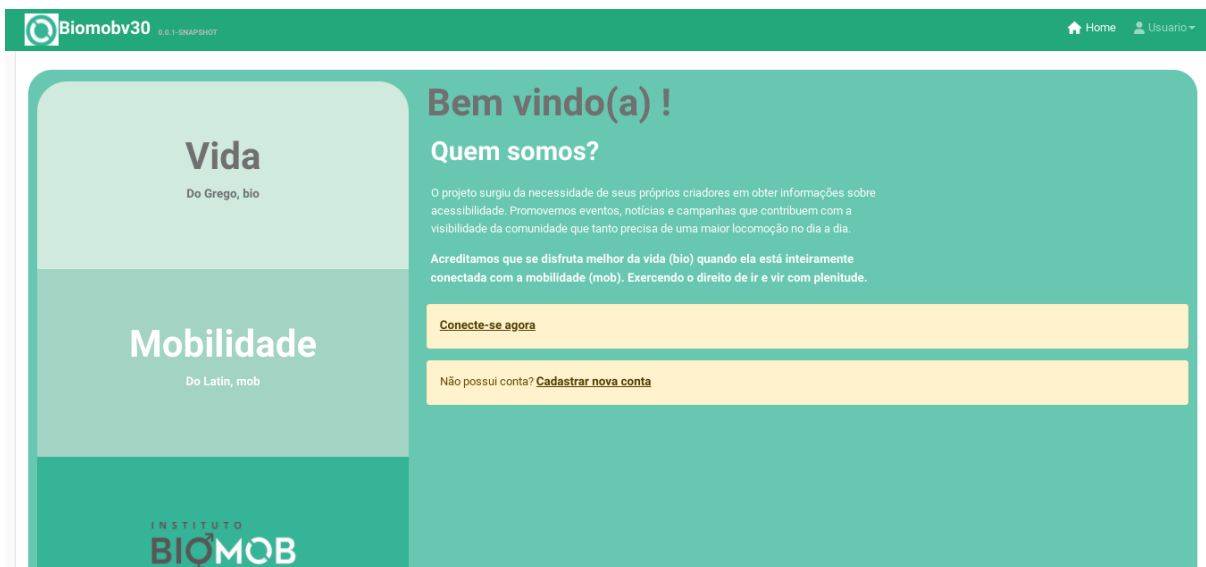 Biomobv30 0.0.1-SNAPSHOT
Home Usuario
Vida
Do Grego, bio
Mobilidade
Do Latin, mob
INSTITUTO
BIOMOB
Bem vindo(a) !
Quem somos?
O projeto surgiu da necessidade de seus próprios criadores em obter informações sobre
acessibilidade. Promovemos eventos, notícias e campanhas que contribuem com a
visibilidade da comunidade que tanto precisa de uma maior locomoção no dia a dia.
Acreditamos que se disfruta melhor da vida (bio) quando ela está inteiramente
conectada com a mobilidade (mob). Exercendo o direito de ir e vir com plenitude.
Conecte-se agora
Não possui conta? Cadastrar nova conta